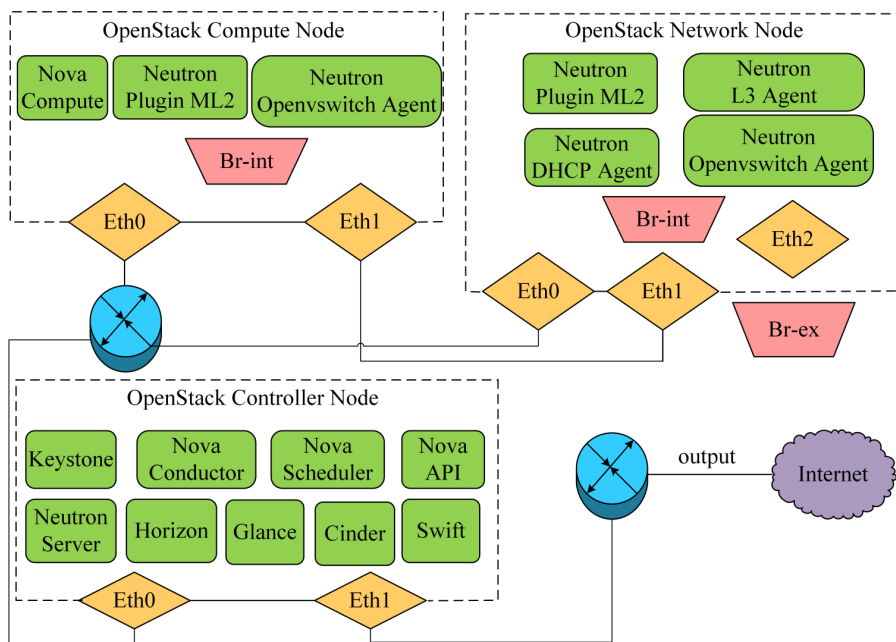 OpenStack Compute Node
Nova
Compute
Neutron
Plugin ML2
Neutron
Openvswitch Agent
Br-int
Eth0
Eth1
OpenStack Network Node
Neutron
Plugin ML2
Neutron
L3 Agent
Neutron
DHCP Agent
Neutron
Openvswitch Agent
Br-int
Eth2
Eth0
Eth1
Br-ex
OpenStack Controller Node
Keystone
Nova
Conductor
Nova
Scheduler
Nova
API
Neutron
Server
Horizon
Glance
Cinder
Swift
Eth0
Eth1
output
Internet